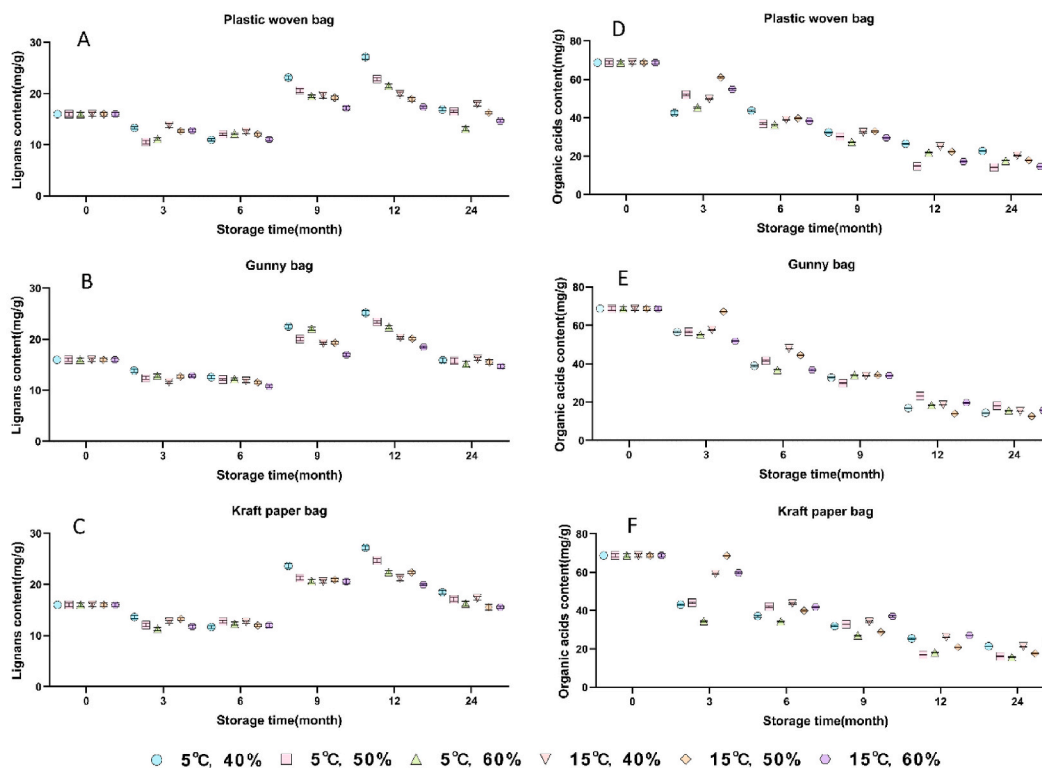 A
Plastic woven bag
Lignans content(mg/g)
30
20
10
0
0 3 6 9 12 24
Storage time(month)
D
Plastic woven bag
Organic acids content(mg/g)
80
60
40
20
0
0 3 6 9 12 24
Storage time(month)
B
Gunny bag
Lignans content(mg/g)
30
20
10
0
0 3 6 9 12 24
Storage time(month)
E
Gunny bag
Organic acids content(mg/g)
80
60
40
20
0
0 3 6 9 12 24
Storage time(month)
C
Kraft paper bag
Lignans content(mg/g)
30
20
10
0
0 3 6 9 12 24
Storage time(month)
F
Kraft paper bag
Organic acids content(mg/g)
80
60
40
20
0
0 3 6 9 12 24
Storage time(month)
5℃, 40% 5℃, 50% 5℃, 60% 15℃, 40% 15℃, 50% 15℃, 60%